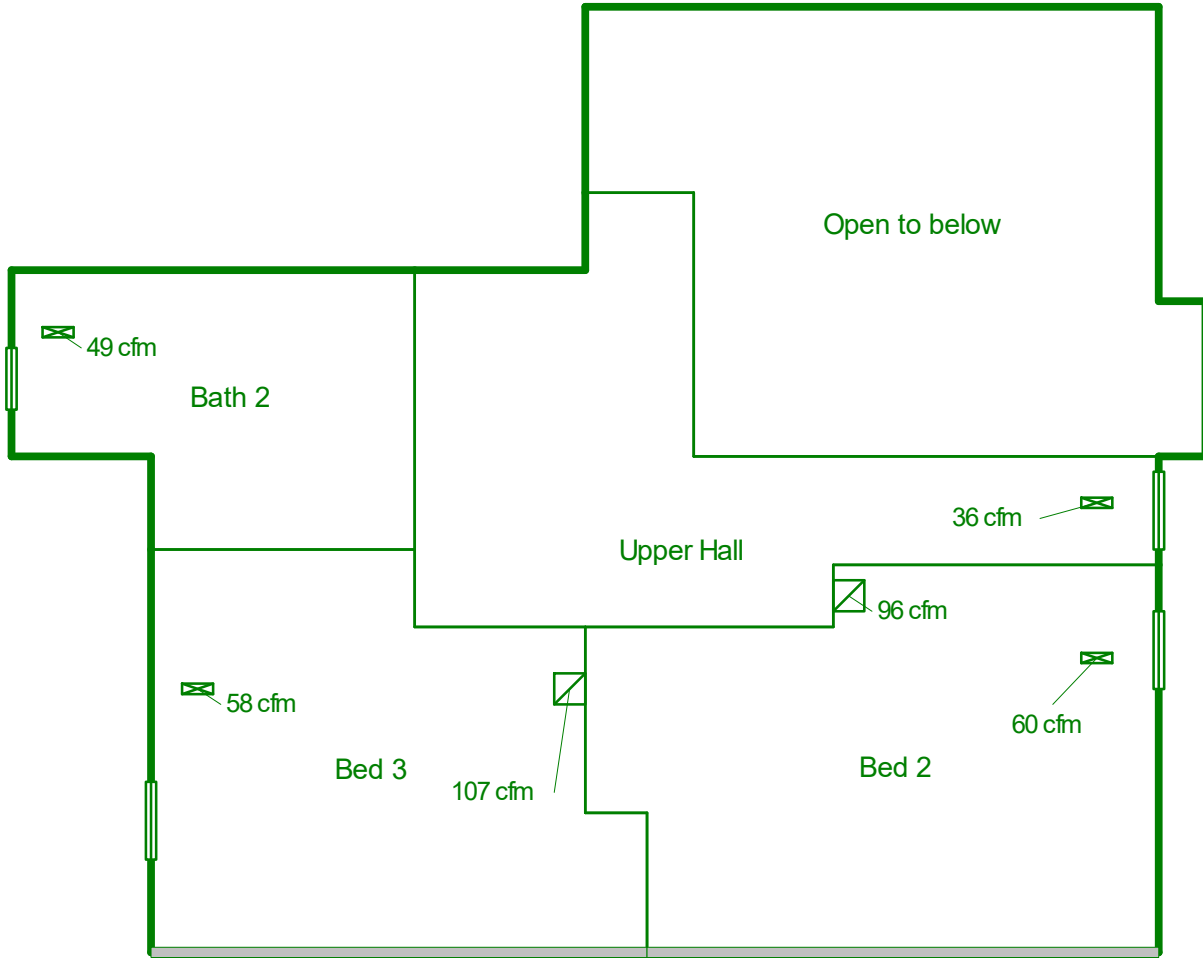 Open to below
49 cfm
Bath 2
36 cfm
Upper Hall
96 cfm
58 cfm
60 cfm
Bed 3
Bed 2
107 cfm